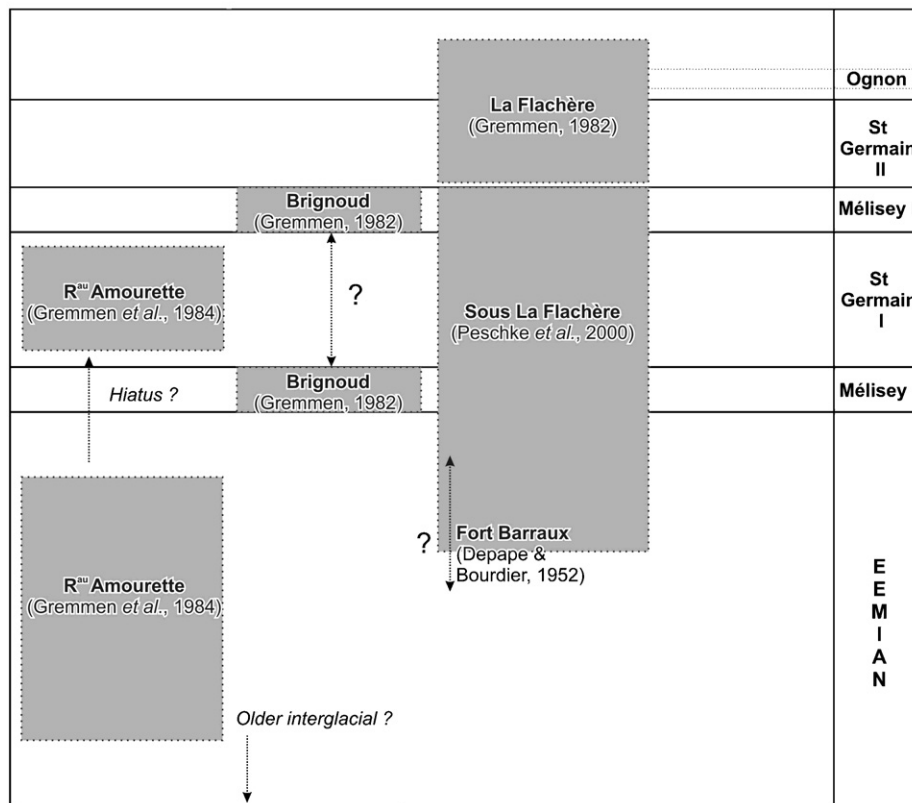 Ognon
La Flachère
(Gremmen, 1982)
St
Germain
II
Brignoud
(Gremmen, 1982)
Mélisey
Rau Amourette
(Gremmen et al., 1984)
?
Sous La Flachère
(Peschke et al., 2000)
St
Germain
I
Hiatus ?
Brignoud
(Gremmen, 1982)
Mélisey
?
Fort Barraux
(Depape &
Bourdier, 1952)
Rau Amourette
(Gremmen et al., 1984)
E
E
M
I
A
N
Older interglacial ?